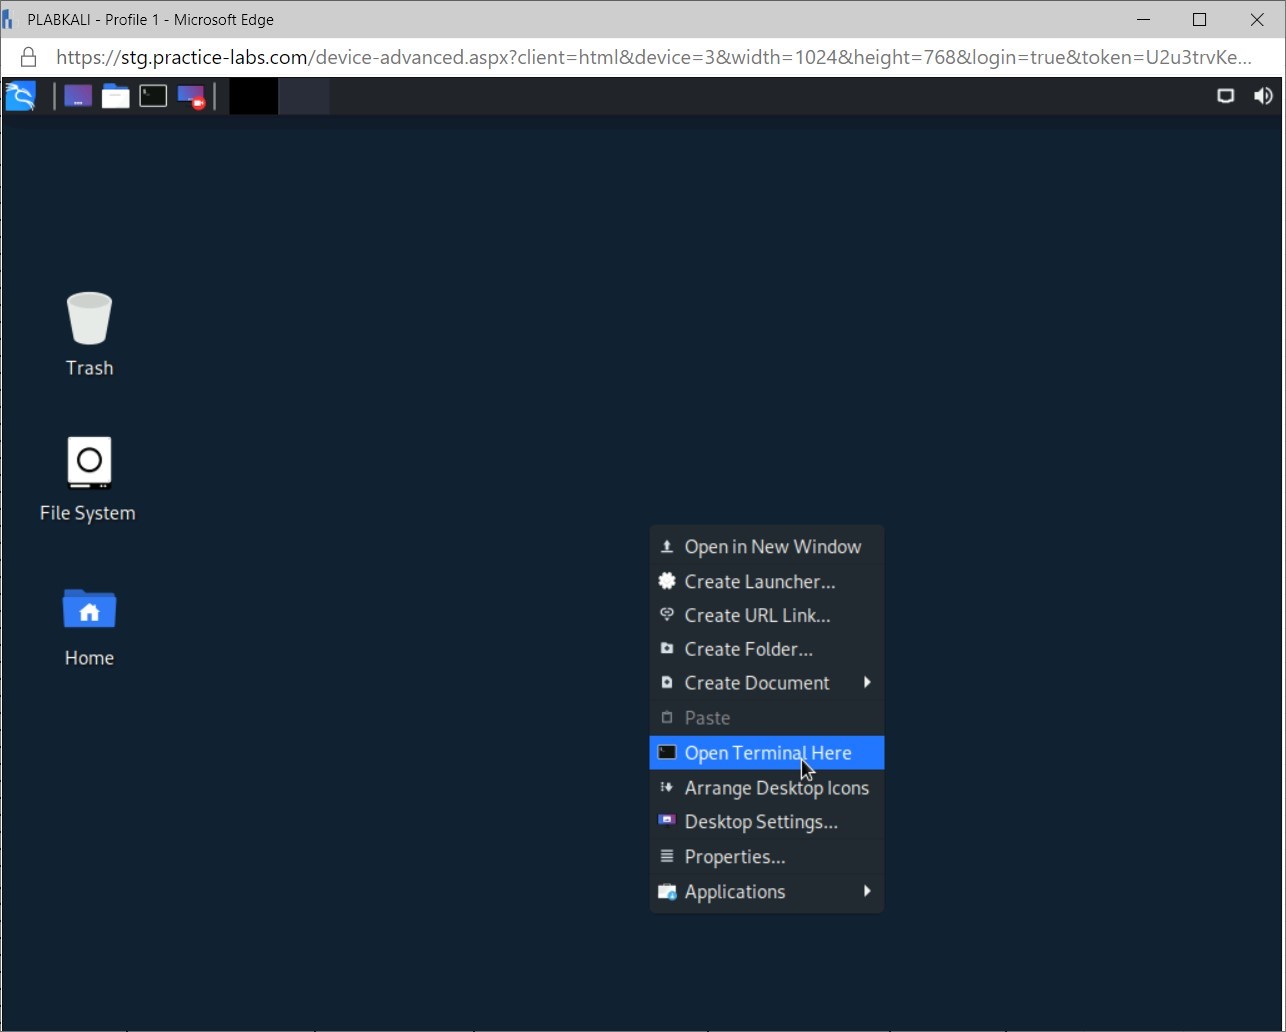 PLABKALI - Profile 1 - Microsoft Edge
https://stg.practice-labs.com/device-advanced.aspx?client=html&device=3&width=1024&height=768&login=true&token=U2u3trvKe...
Trash
File System
Home
Open in New Window
Create Launcher...
Create URL Link...
Create Folder...
Create Document
Paste
Open Terminal Here
Arrange Desktop Icons
Desktop Settings...
Properties...
Applications